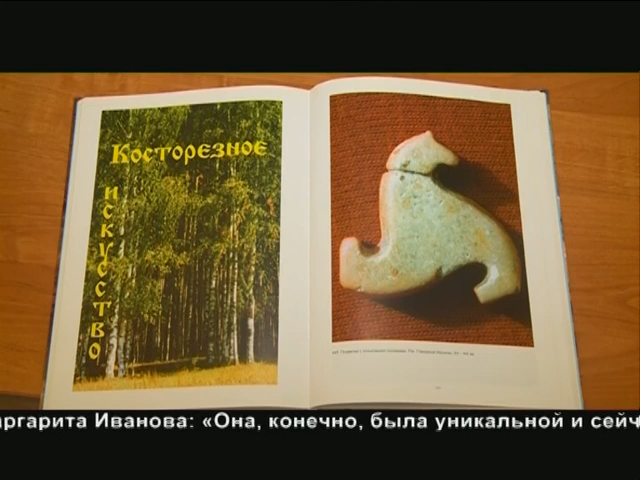 Косторезное
искусство
аргарита Иванова: «Она, конечно, была уникальной и сейч